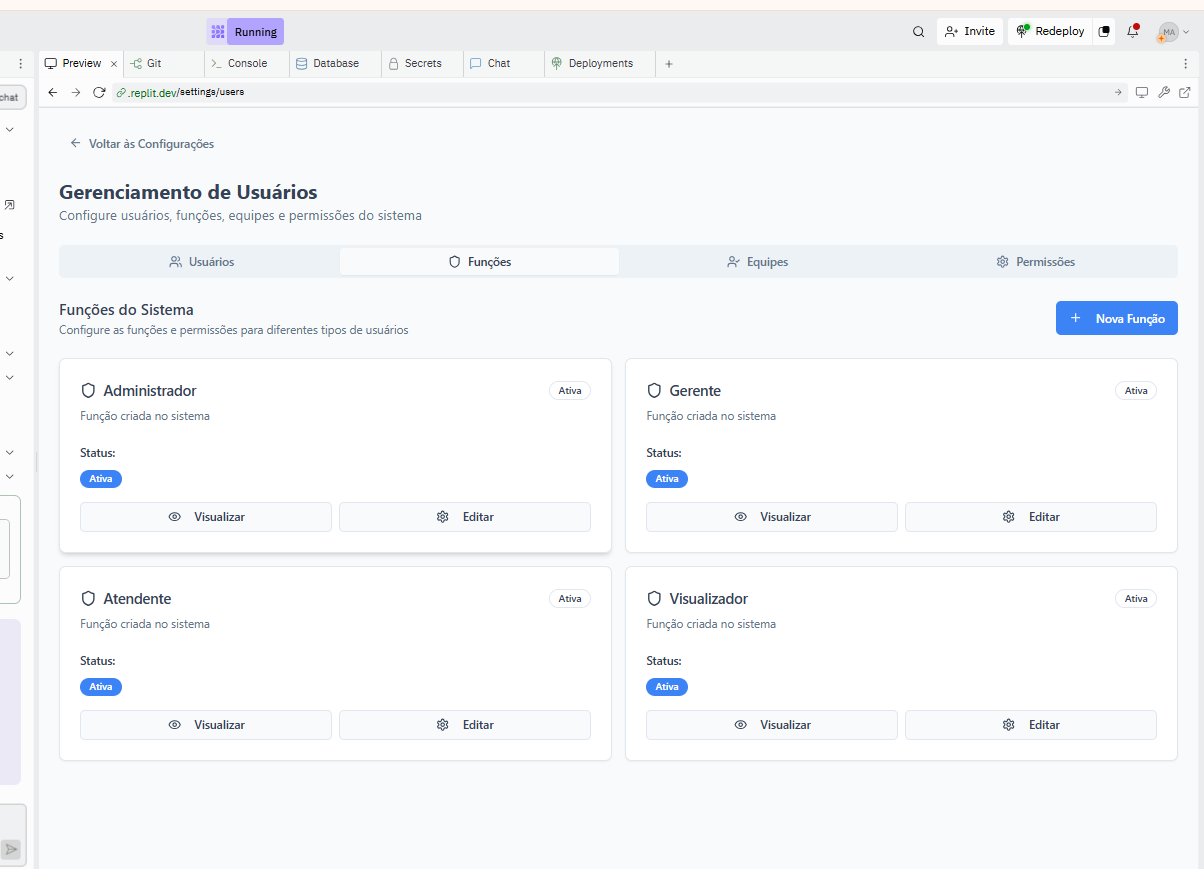 Running
Invite
Redeploy
MA
Preview
Git
Console
Database
Secrets
Chat
Deployments
chat
.replit.dev/settings/users
Voltar às Configurações
Gerenciamento de Usuários
Configure usuários, funções, equipes e permissões do sistema
Usuários
Funções
Equipes
Permissões
Funções do Sistema
Configure as funções e permissões para diferentes tipos de usuários
Nova Função
Administrador
Ativa
Função criada no sistema
Status:
Ativa
Visualizar
Editar
Gerente
Ativa
Função criada no sistema
Status:
Ativa
Visualizar
Editar
Atendente
Ativa
Função criada no sistema
Status:
Ativa
Visualizar
Editar
Visualizador
Ativa
Função criada no sistema
Status:
Ativa
Visualizar
Editar